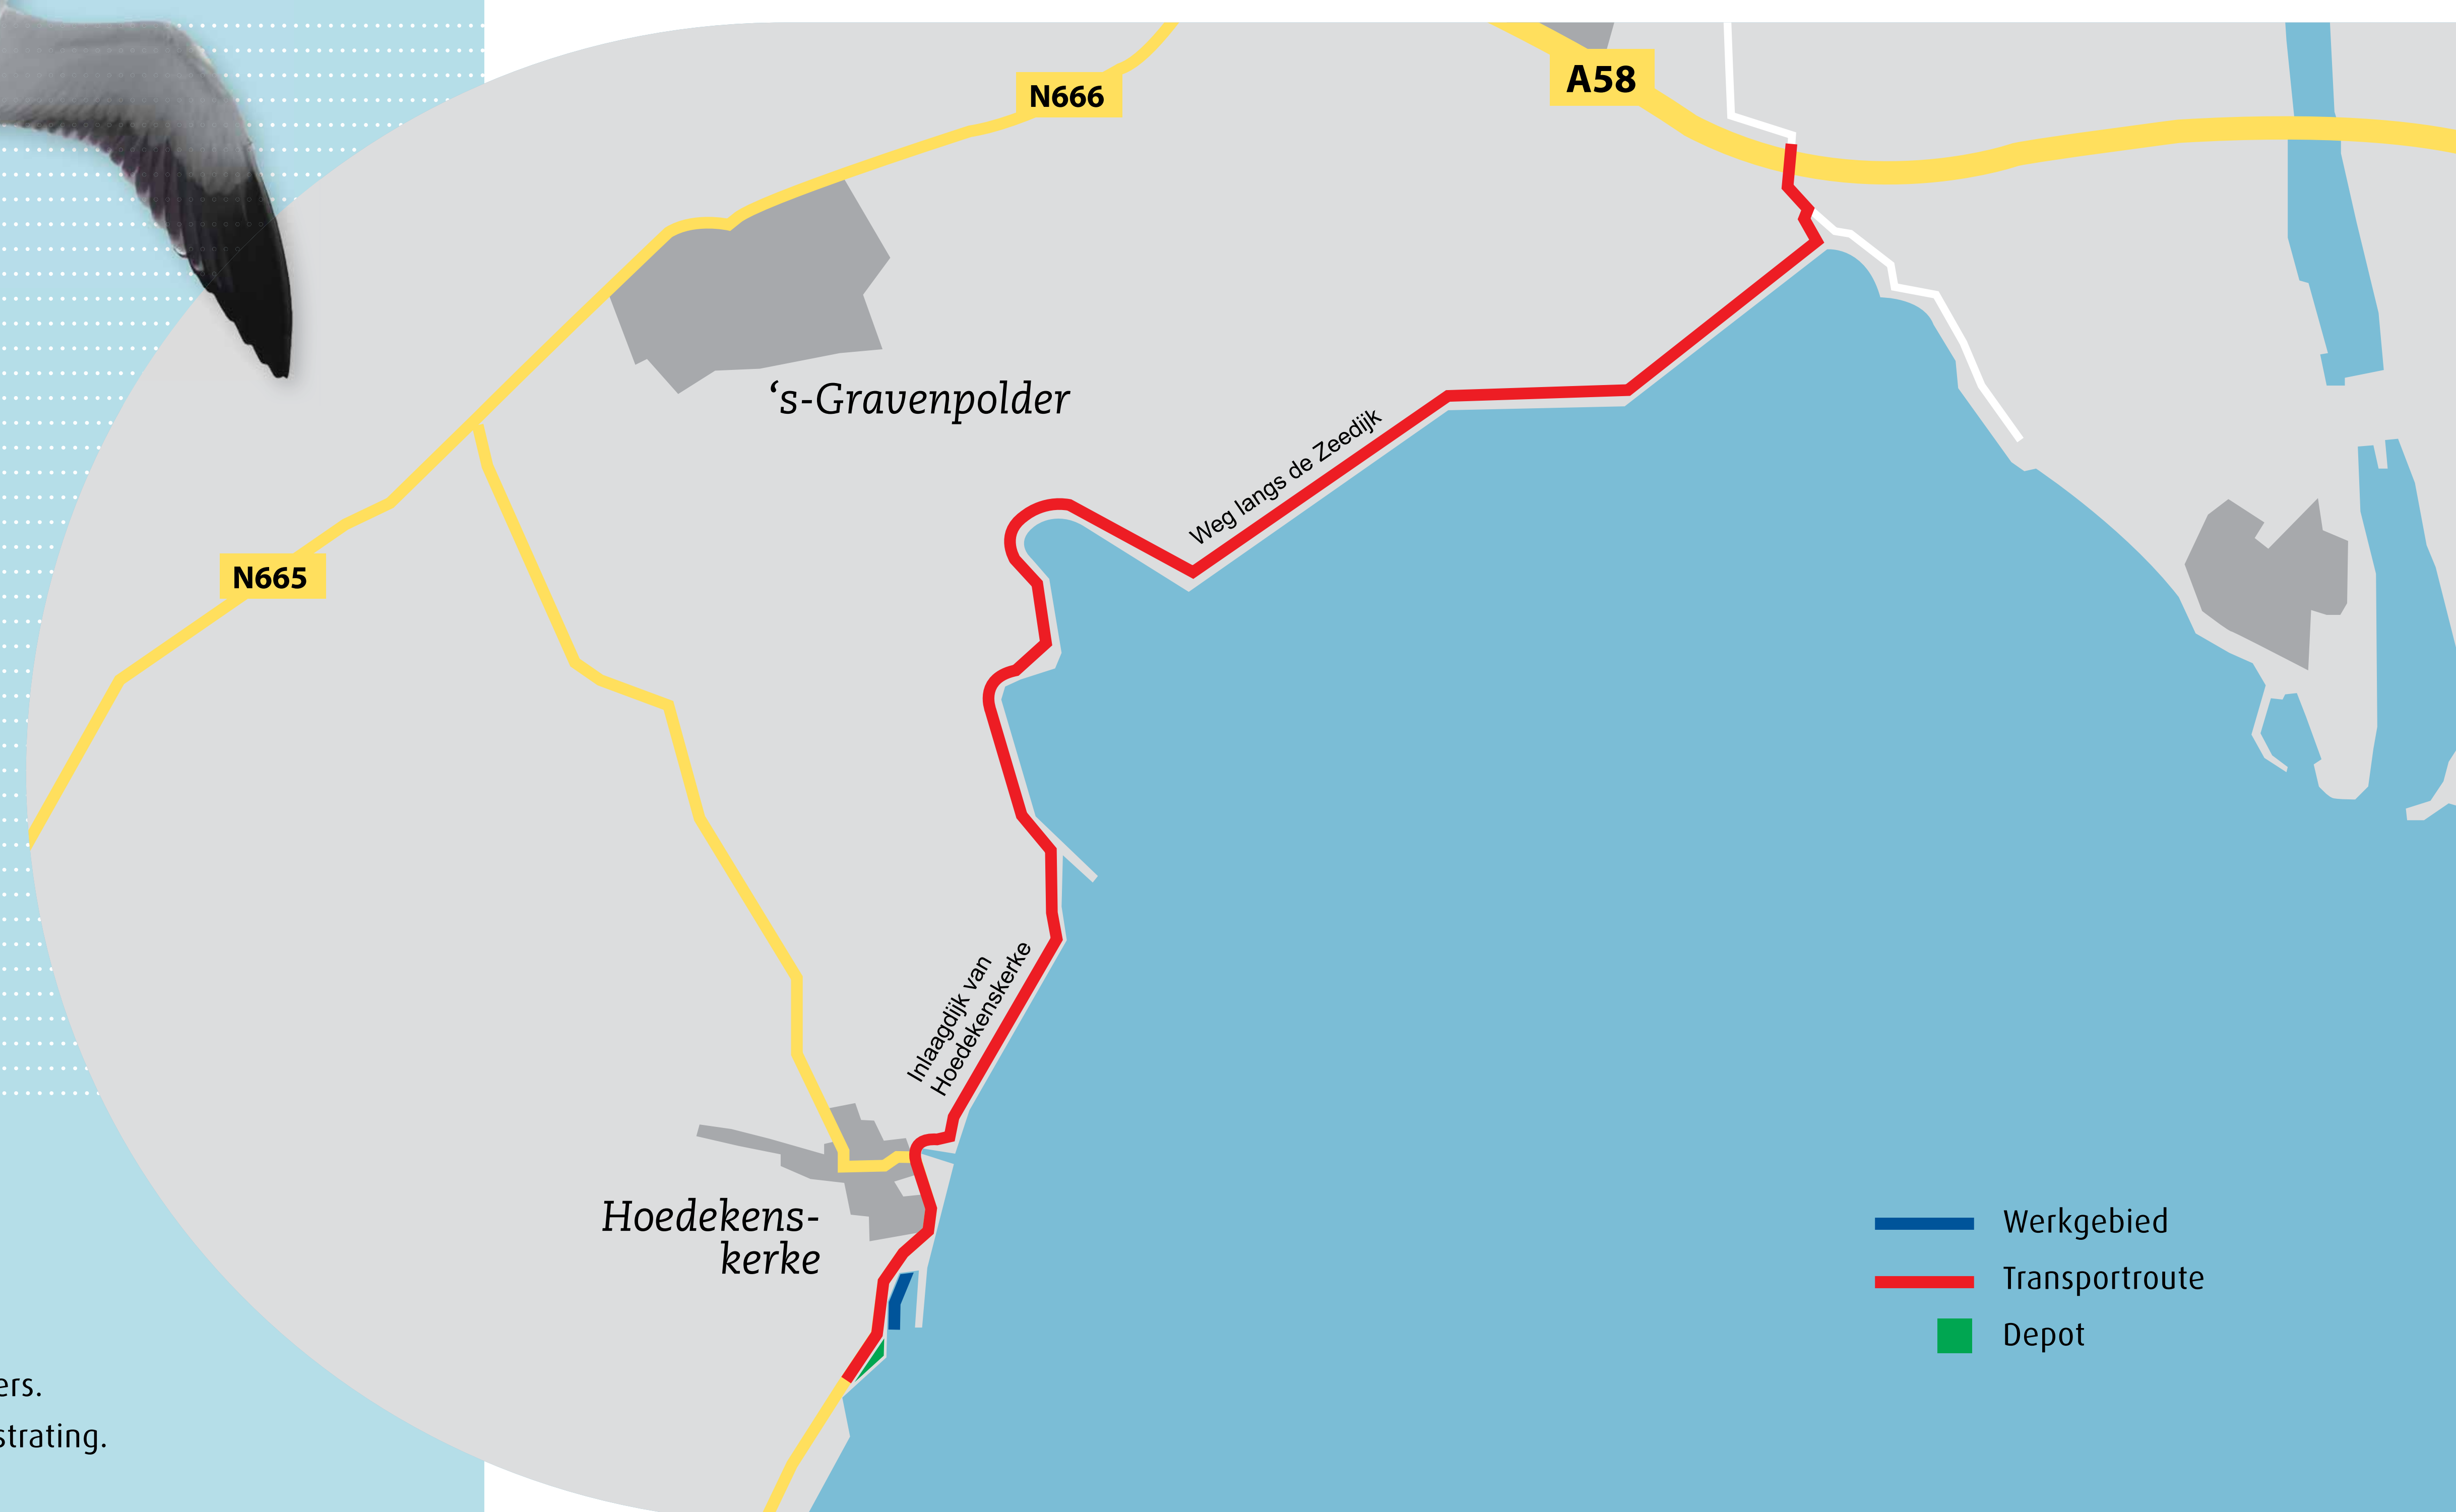 N666
A58
‘s-Gravenpolder
Weg langs de Zeedijk
N665
Inlaagdijk van
Hoedekenskerke
Hoedekens-
kerke
Werkgebied
Transportroute
Depot
ers.
strating.